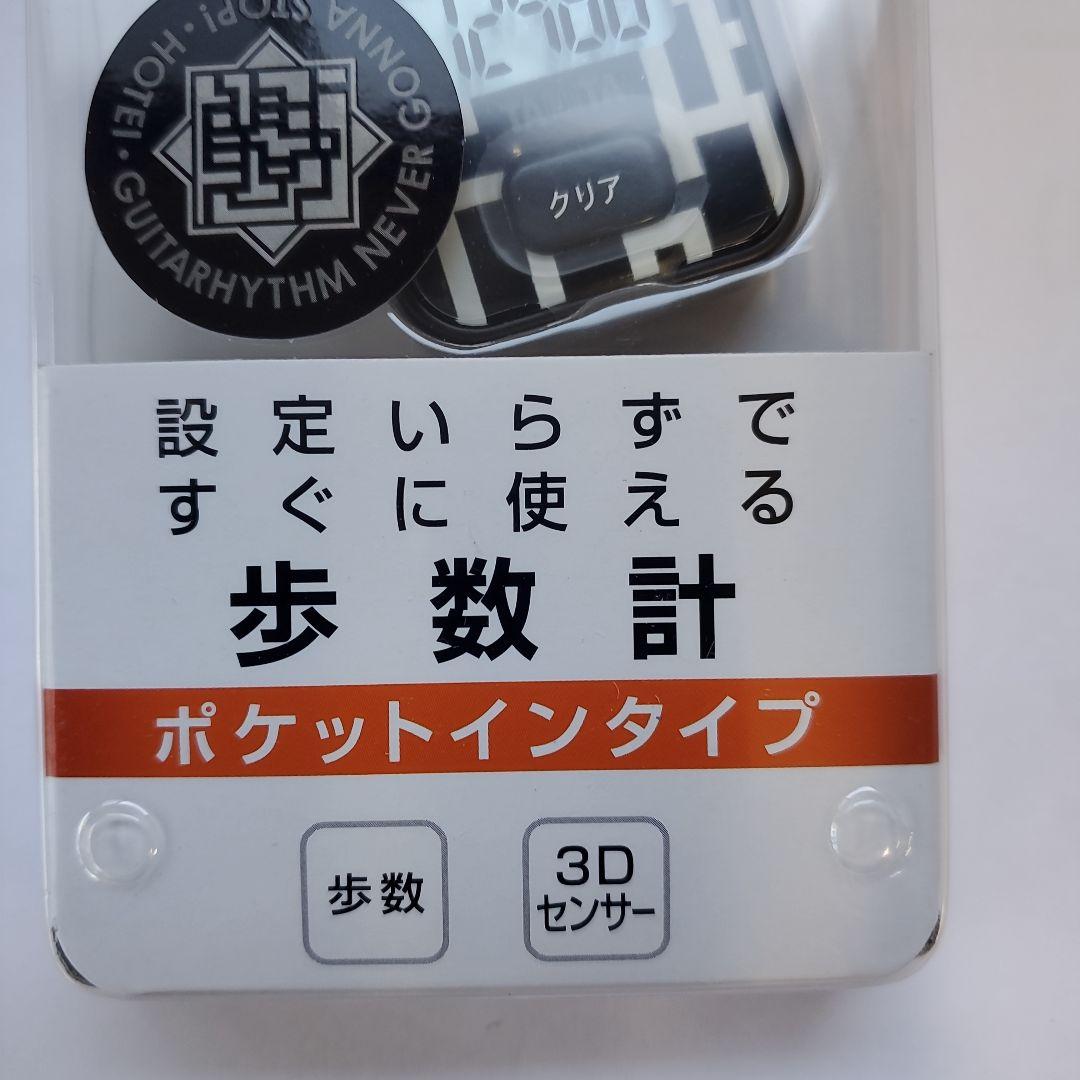 HOTEI・GUITARHYTHM NEVER GONNA STOP!・
クリア
設定いらずで
すぐに使える
歩数計
ポケットインタイプ
歩数
3D
センサー